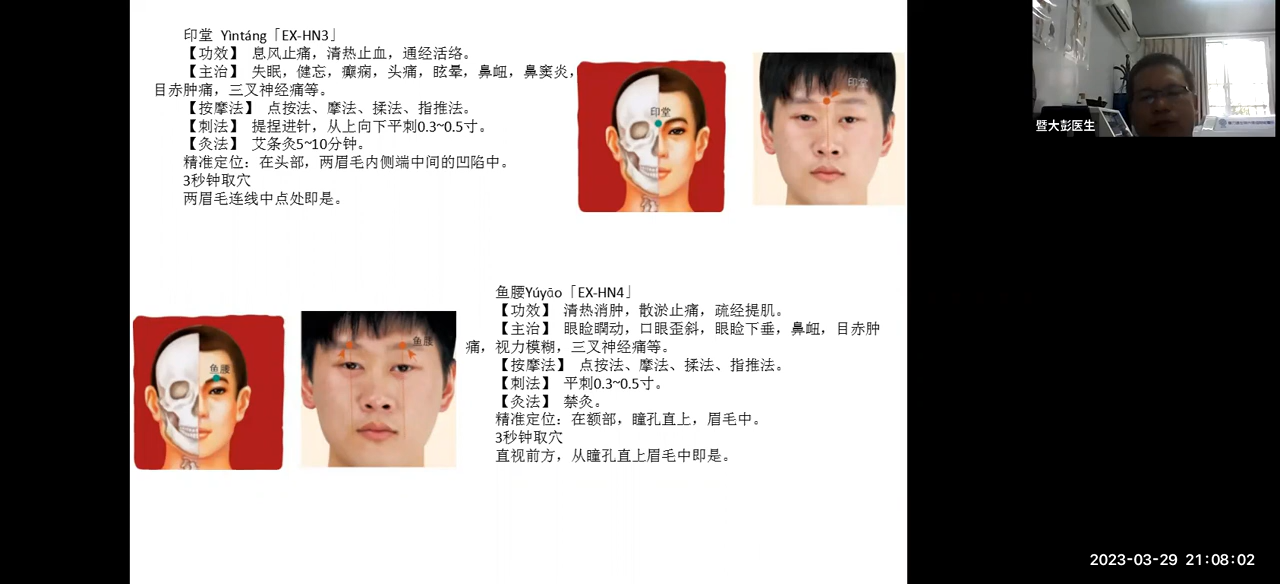 印堂 Yìntáng「EX-HN3」
【功效】 息风止痛，清热止血，通经活络。
【主治】 失眠，健忘，癫痫，头痛，眩晕，鼻衄，鼻窦炎，
目赤肿痛，三叉神经痛等。
【按摩法】 点按法、摩法、揉法、指推法。
【刺法】 提捏进针，从上向下平刺0.3~0.5寸。
【灸法】 艾条灸5~10分钟。
精准定位：在头部，两眉毛内侧端中间的凹陷中。
3秒钟取穴
两眉毛连线中点处即是。
印堂
印堂
暨大彭医生
鱼腰Yúyāo「EX-HN4」
【功效】 清热消肿，散淤止痛，疏经提肌。
【主治】 眼睑瞤动，口眼歪斜，眼睑下垂，鼻衄，目赤肿
痛，视力模糊，三叉神经痛等。
【按摩法】 点按法、摩法、揉法、指推法。
【刺法】 平刺0.3~0.5寸。
【灸法】 禁灸。
精准定位：在额部，瞳孔直上，眉毛中。
3秒钟取穴
直视前方，从瞳孔直上眉毛中即是。
鱼腰
鱼腰
2023-03-29 21:08:02